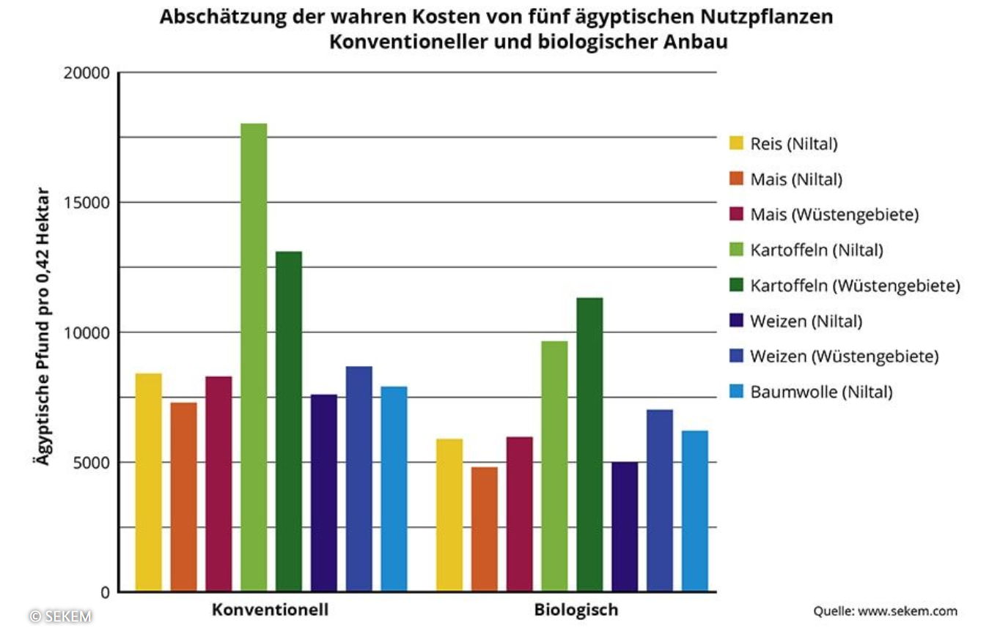 Abschätzung der wahren Kosten von fünf ägyptischen Nutzpflanzen
Konventioneller und biologischer Anbau
Ägyptische Pfund pro 0,42 Hektar
20000
15000
10000
5000
0
Konventionell
Biologisch
Reis (Niltal)
Mais (Niltal)
Mais (Wüstengebiete)
Kartoffeln (Niltal)
Kartoffeln (Wüstengebiete)
Weizen (Niltal)
Weizen (Wüstengebiete)
Baumwolle (Niltal)
Quelle: www.sekem.com
© SEKEM